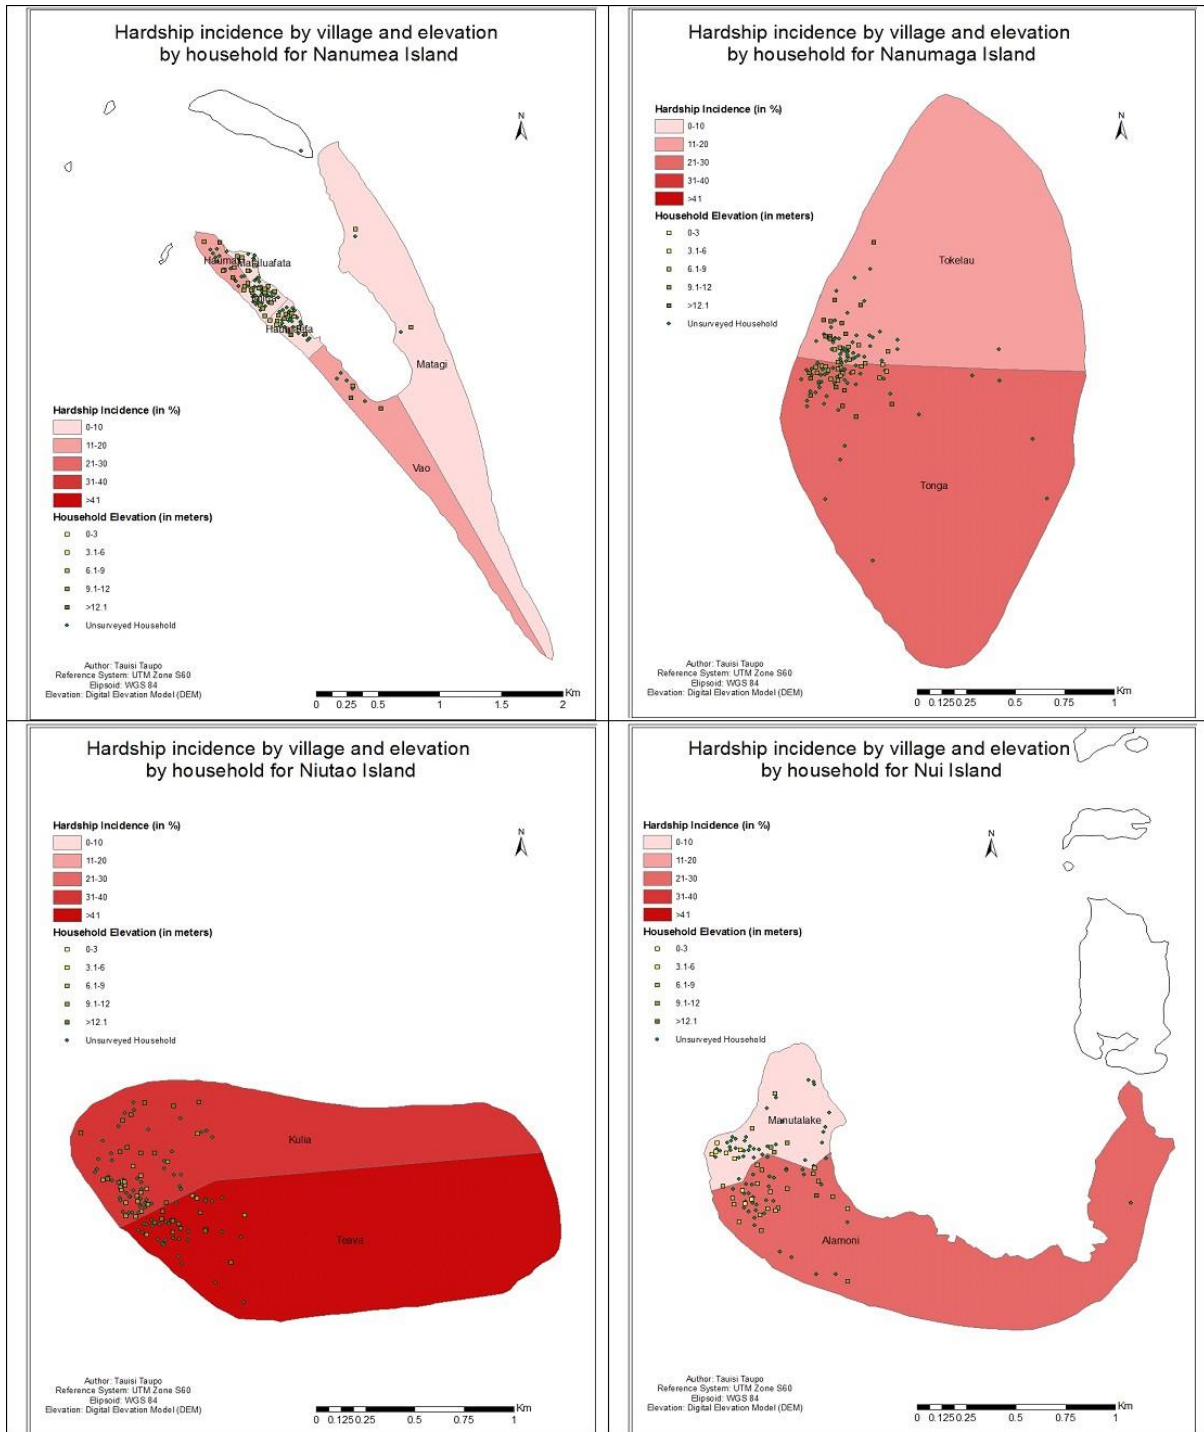 Hardship incidence by village and elevation
by household for Nanumea Island
N
Matagi
Vao
Hardship Incidence (in %)
0-10
11-20
21-30
31-40
>41
Household Elevation (in meters)
0-3
3.1-6
6.1-9
9.1-12
>12.1
Unsurveyed Household
Author: Tauisi Taupo
Reference System: UTM Zone S60
Elipsoid: WGS 84
Elevation: Digital Elevation Model (DEM)
0 0.25 0.5 1 1.5 2
Km
Hardship incidence by village and elevation
by household for Nanumaga Island
Hardship Incidence (in %)
0-10
11-20
21-30
31-40
>41
Household Elevation (in meters)
0-3
3.1-6
6.1-9
9.1-12
>12.1
Unsurveyed Household
N
Tokelau
Tonga
Author: Tauisi Taupo
Reference System: UTM Zone S60
Elipsoid: WGS 84
Elevation: Digital Elevation Model (DEM)
0 0.125 0.25 0.5 1
Km
Hardship incidence by village and elevation
by household for Niutao Island
Hardship Incidence (in %)
0-10
11-20
21-30
31-40
>41
Household Elevation (in meters)
0-3
3.1-6
6.1-9
9.1-12
>12.1
Unsurveyed Household
N
Kulia
Teava
Author: Tauisi Taupo
Reference System: UTM Zone S60
Elipsoid: WGS 84
Elevation: Digital Elevation Model (DEM)
0 0.125 0.25 0.5 1
Km
Hardship incidence by village and elevation
by household for Nui Island
Hardship Incidence (in %)
0-10
11-20
21-30
31-40
>41
Household Elevation (in meters)
0-3
3.1-6
6.1-9
9.1-12
>12.1
Unsurveyed Household
N
Manutalake
Alamoni
Author: Tauisi Taupo
Reference System: UTM Zone S60
Elipsoid: WGS 84
Elevation: Digital Elevation Model (DEM)
0 0.125 0.25 0.5 1
Km